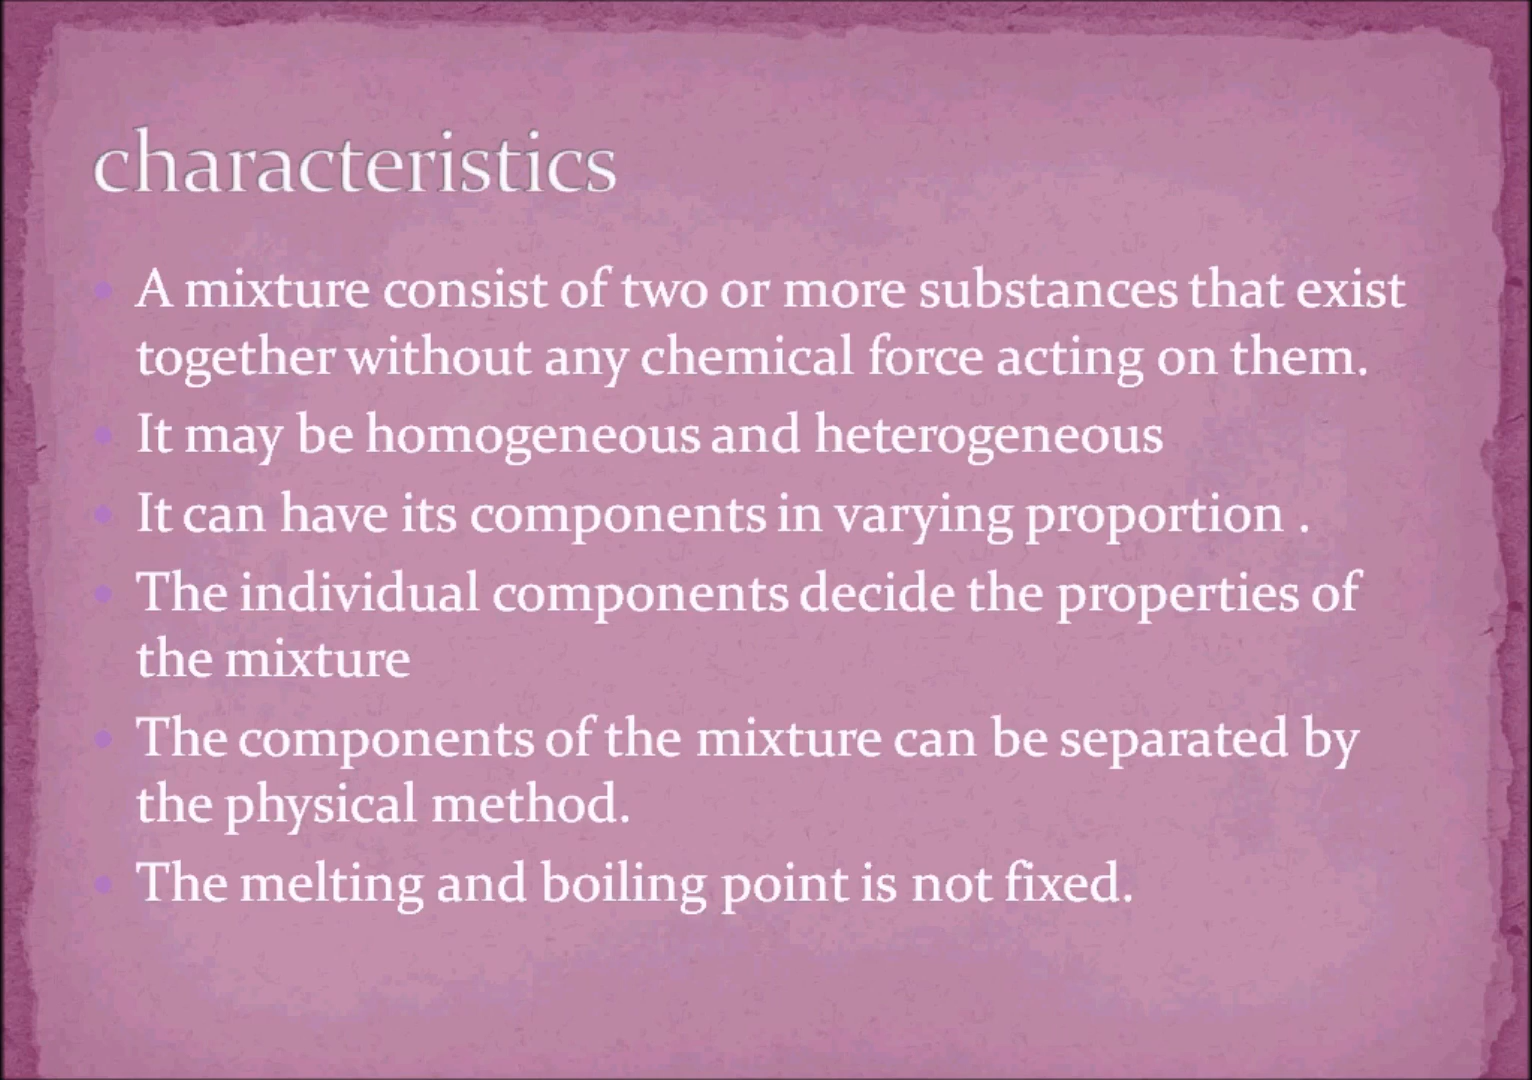 characteristics
A mixture consist of two or more substances that exist
together without any chemical force acting on them.
It may be homogeneous and heterogeneous
It can have its components in varying proportion .
The individual components decide the properties of
the mixture
The components of the mixture can be separated by
the physical method.
The melting and boiling point is not fixed.